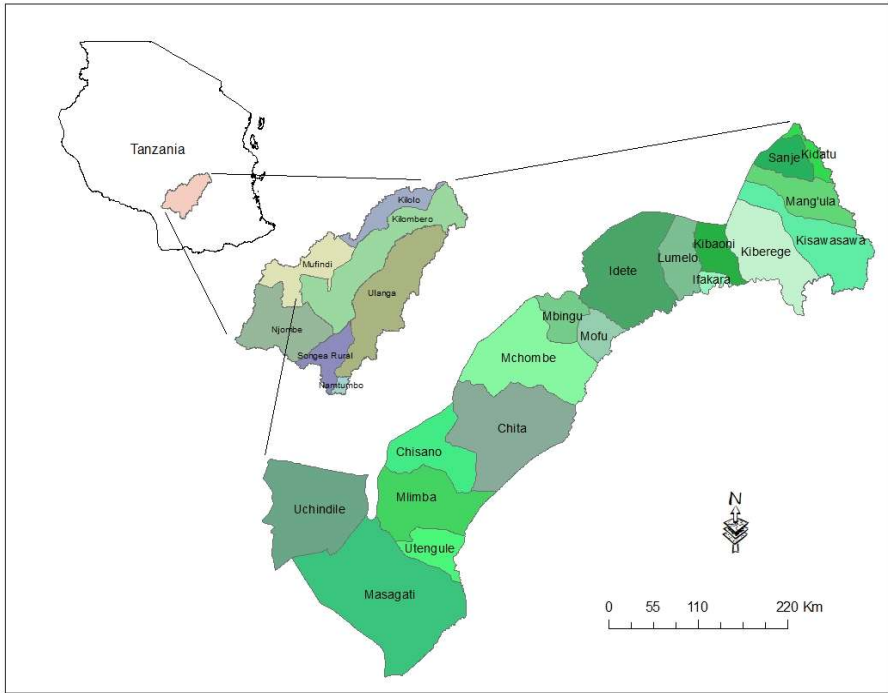 Tanzania
Kilolo
Kilombero
Mufindi
Ulanga
Njombe
Songea Rural
Namtumbo
Sanje
Kidatu
Mang'ula
Kisawasawa
Kiberege
Kibaoni
Lumelo
Ifakara
Idete
Mbingu
Mofu
Mchombe
Chita
Chisano
Mlimba
Uchindile
Utengule
Masagati
N
0 55 110 220 Km